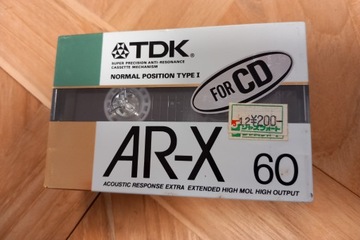 TDK
SUPER PRECISION ANTI-RESONANCE
CASSETTE MECHANISM
NORMAL POSITION TYPE I
FOR CD
12 ¥200-
AR-X 60
ACOUSTIC RESPONSE EXTRA EXTENDED HIGH MOL HIGH OUTPUT